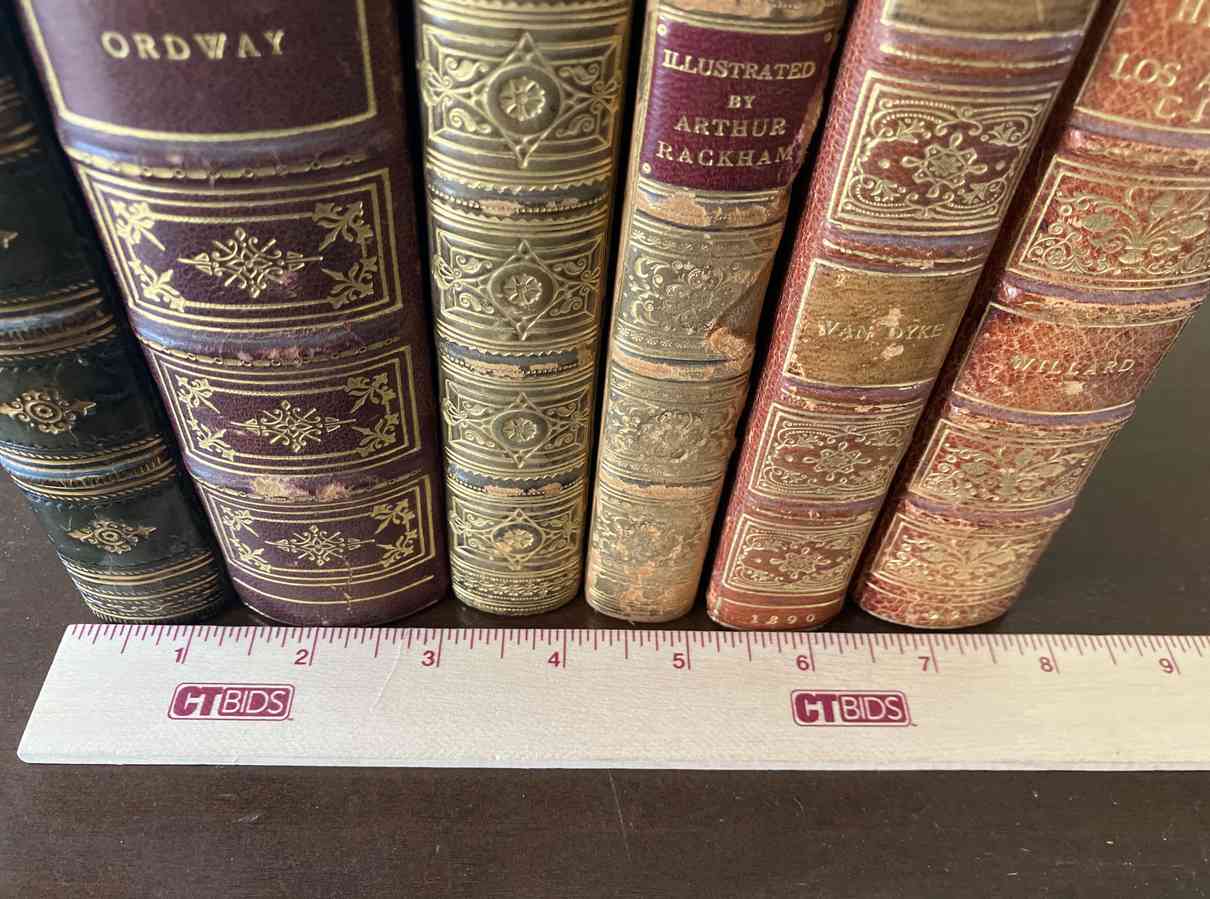 ORDWAY
ILLUSTRATED
BY
ARTHUR
RACKHAM
VAN DYKE
1890
LOS
WILLARD
1 2 3 4 5 6 7 8 9
CTBIDS
CTBIDS